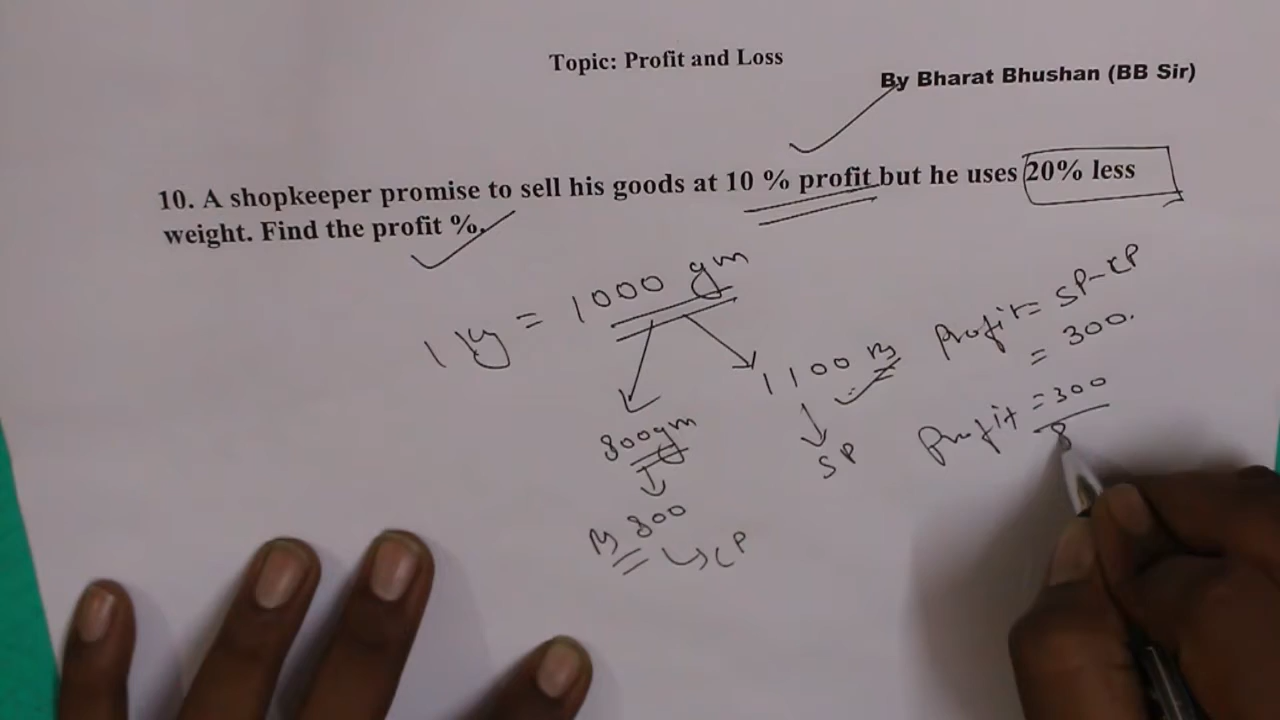 Topic: Profit and Loss
By Bharat Bhushan (BB Sir)
10. A shopkeeper promise to sell his goods at 10 % profit but he uses 20% less
weight. Find the profit %.
1 kg = 1000 gm
800gm
Rs 800
CP
1100 Rs
SP
Profit = SP-CP
= 300.
Profit = 300
8